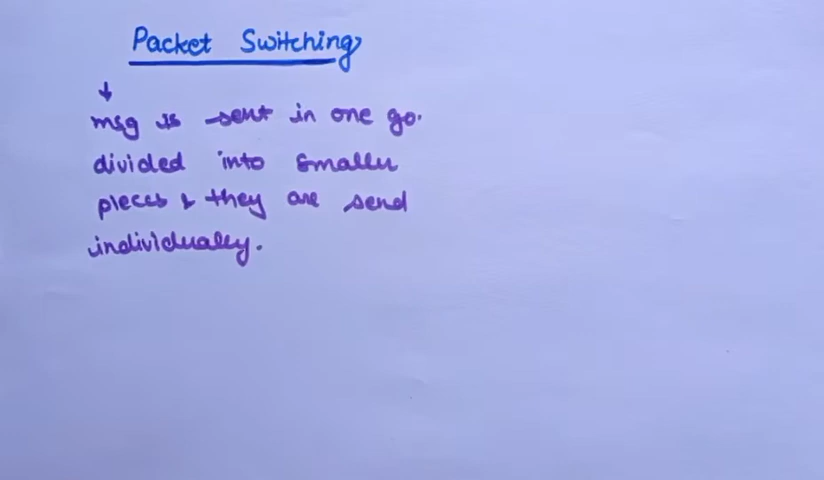 Packet Switching
↓
msg is sent in one go.
divided into smaller
pieces & they are send
individually.